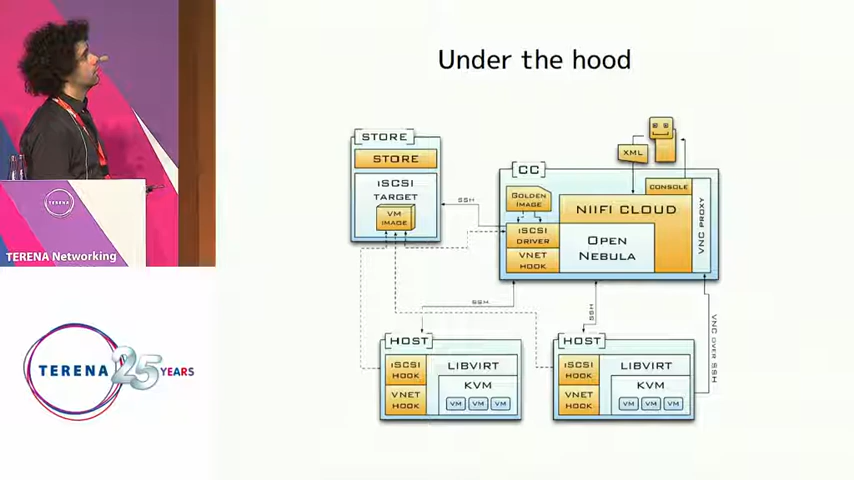 Under the hood
[STORE]
STORE
iSCSI
TARGET
VM
IMAGE
SSH
[CC]
XML
CONSOLE
GOLDEN
IMAGE
NIIFI CLOUD
iSCSI
DRIVER
VNET
HOOK
OPEN
NEBULA
VNC PROXY
SSH
SSH
VNC OVER SSH
[HOST]
iSCSI
HOOK
VNET
HOOK
LIBVIRT
KVM
VM VM VM
[HOST]
iSCSI
HOOK
VNET
HOOK
LIBVIRT
KVM
VM VM VM
TERENA
TERENA Networking
TERENA 25 YEARS